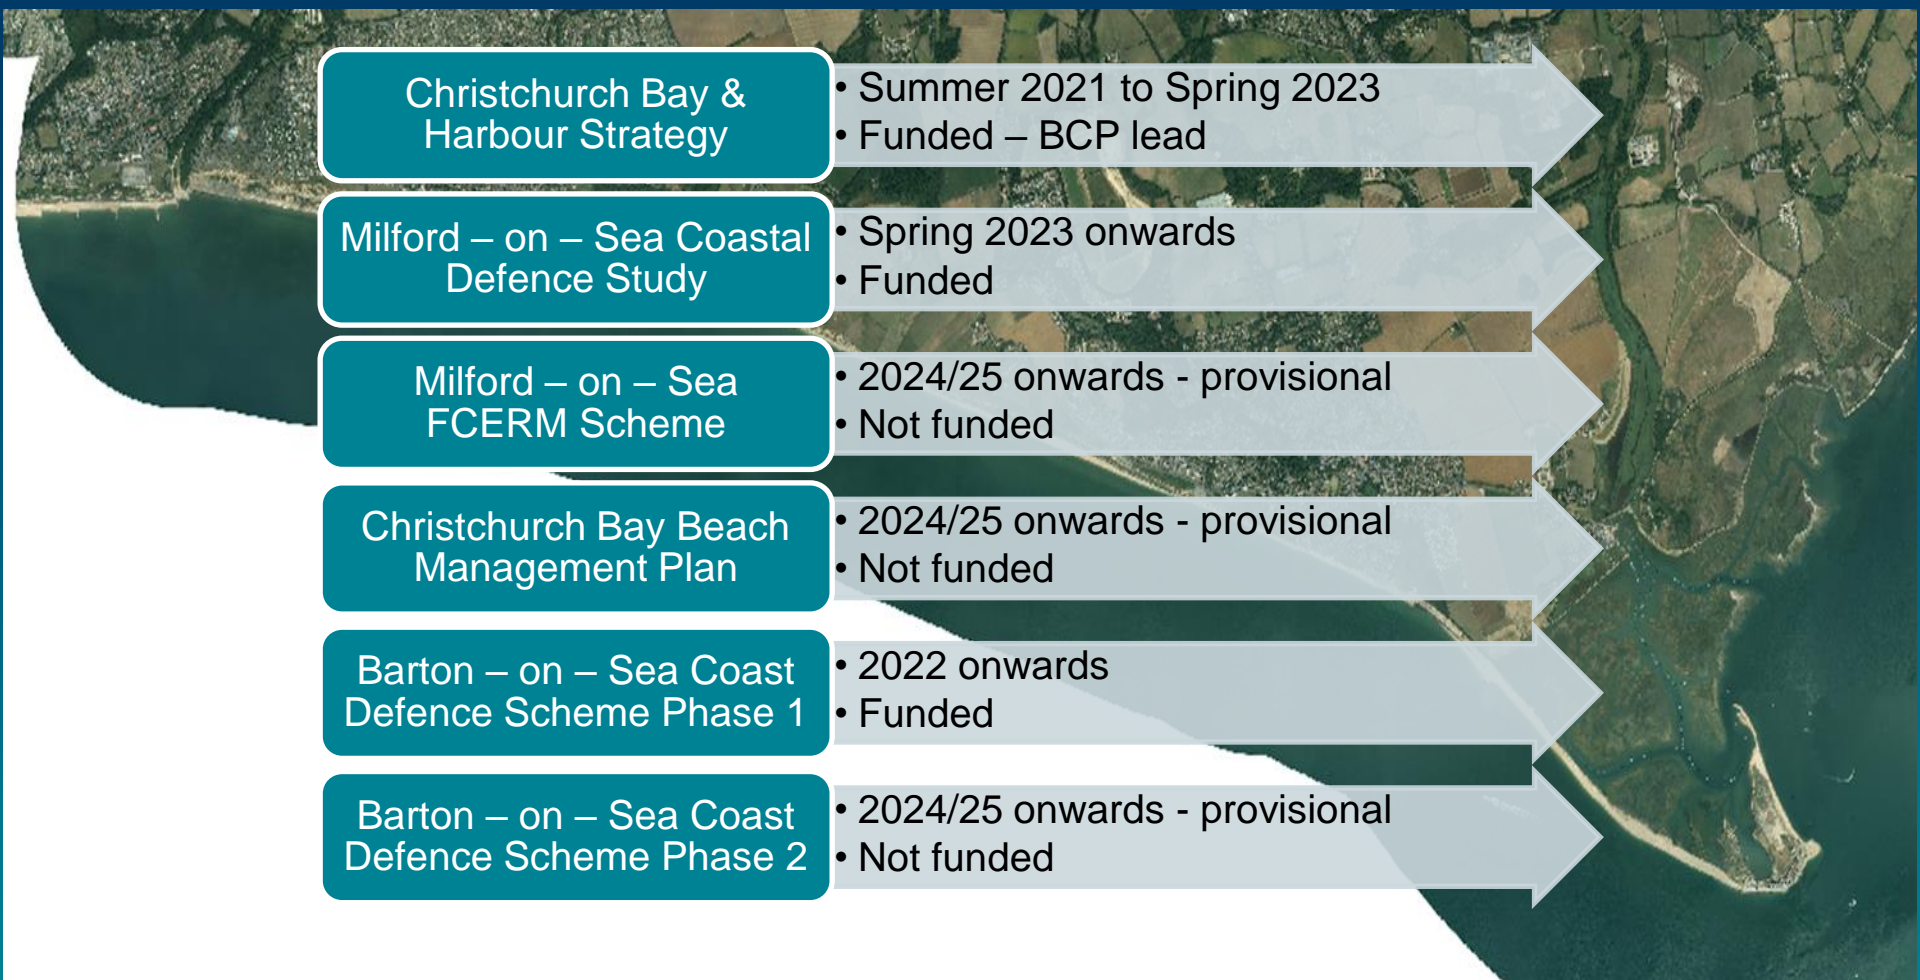 Christchurch Bay &
Harbour Strategy
• Summer 2021 to Spring 2023
• Funded – BCP lead
Milford – on – Sea Coastal
Defence Study
• Spring 2023 onwards
• Funded
Milford – on – Sea
FCERM Scheme
• 2024/25 onwards - provisional
• Not funded
Christchurch Bay Beach
Management Plan
• 2024/25 onwards - provisional
• Not funded
Barton – on – Sea Coast
Defence Scheme Phase 1
• 2022 onwards
• Funded
Barton – on – Sea Coast
Defence Scheme Phase 2
• 2024/25 onwards - provisional
• Not funded